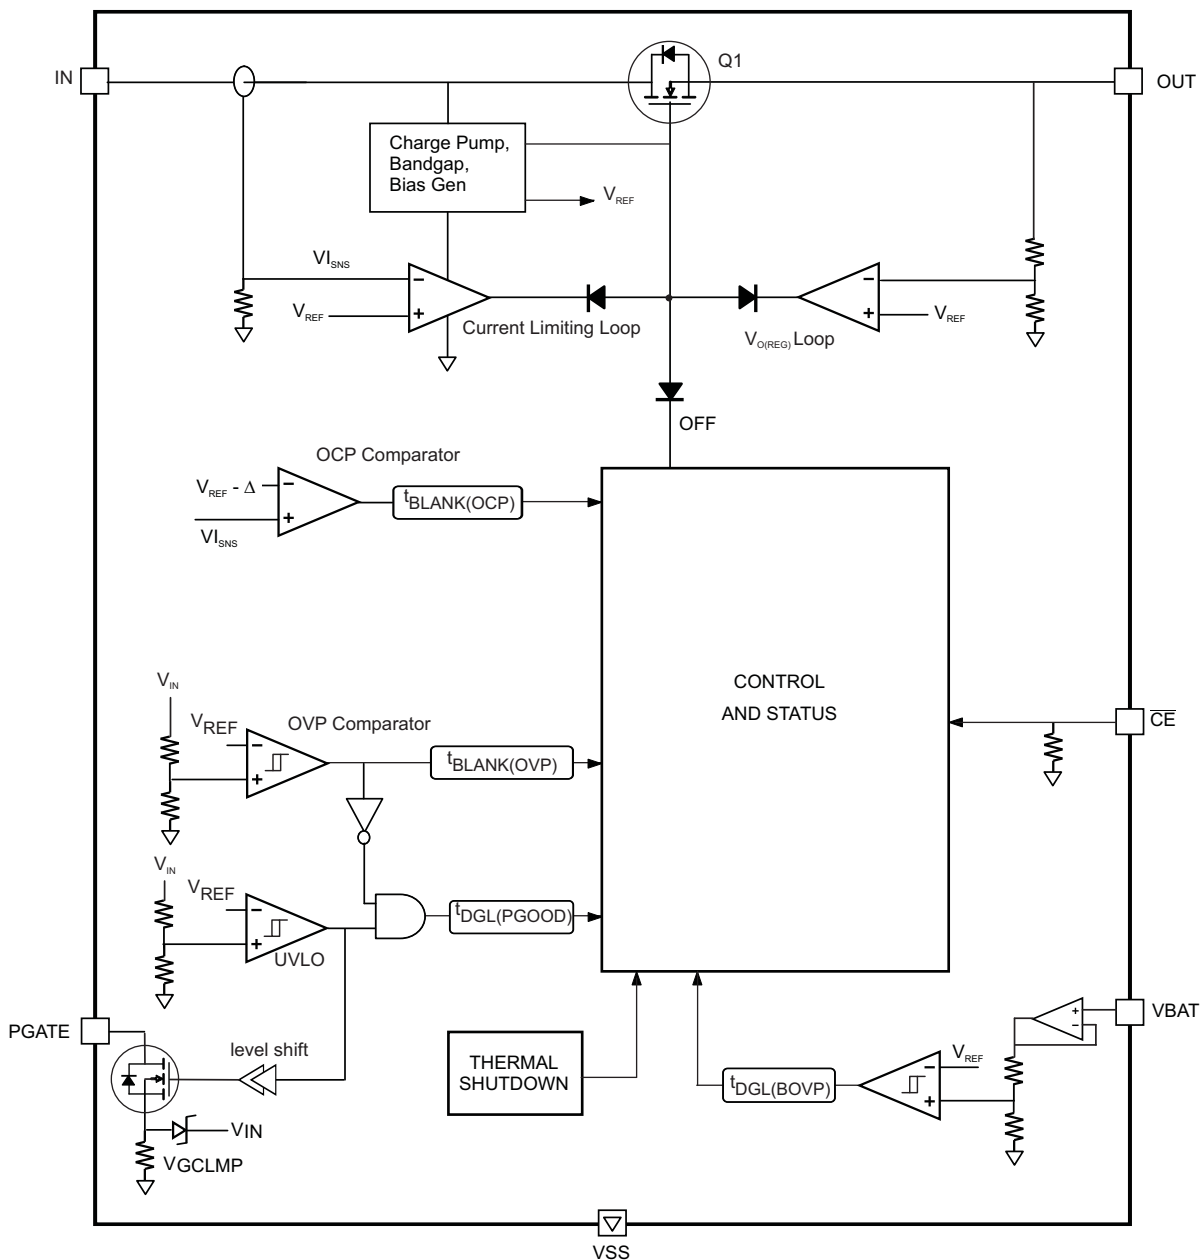 IN
Q1
OUT
Charge Pump,
Bandgap,
Bias Gen
VREF
VISNS
VREF
Current Limiting Loop
VO(REG) Loop
VREF
OFF
OCP Comparator
VREF - Δ
VISNS
tBLANK(OCP)
CONTROL
AND STATUS
VIN
VREF
OVP Comparator
tBLANK(OVP)
CE
VIN
VREF
UVLO
tDGL(PGOOD)
PGATE
level shift
VIN
VGCLMP
THERMAL
SHUTDOWN
tDGL(BOVP)
VREF
VBAT
VSS